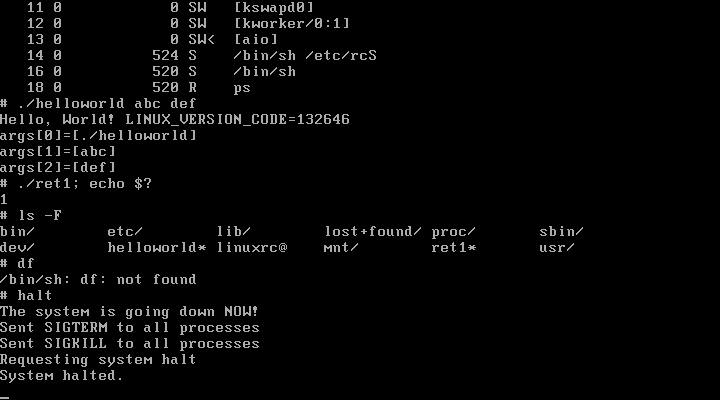 11 0             0 SW   [kswapd0]
   12 0             0 SW   [kworker/0:1]
   13 0             0 SW<  [aio]
   14 0           524 S    /bin/sh /etc/rcS
   16 0           520 S    /bin/sh
   18 0           520 R    ps
# ./helloworld abc def
Hello, World! LINUX_VERSION_CODE=132646
args[0]=[./helloworld]
args[1]=[abc]
args[2]=[def]
# ./ret1; echo $?
1
# ls -F
bin/         etc/         lib/         lost+found/  proc/        sbin/
dev/         helloworld*  linuxrc@     mnt/         ret1*        usr/
# df
/bin/sh: df: not found
# halt
The system is going down NOW!
Sent SIGTERM to all processes
Sent SIGKILL to all processes
Requesting system halt
System halted.